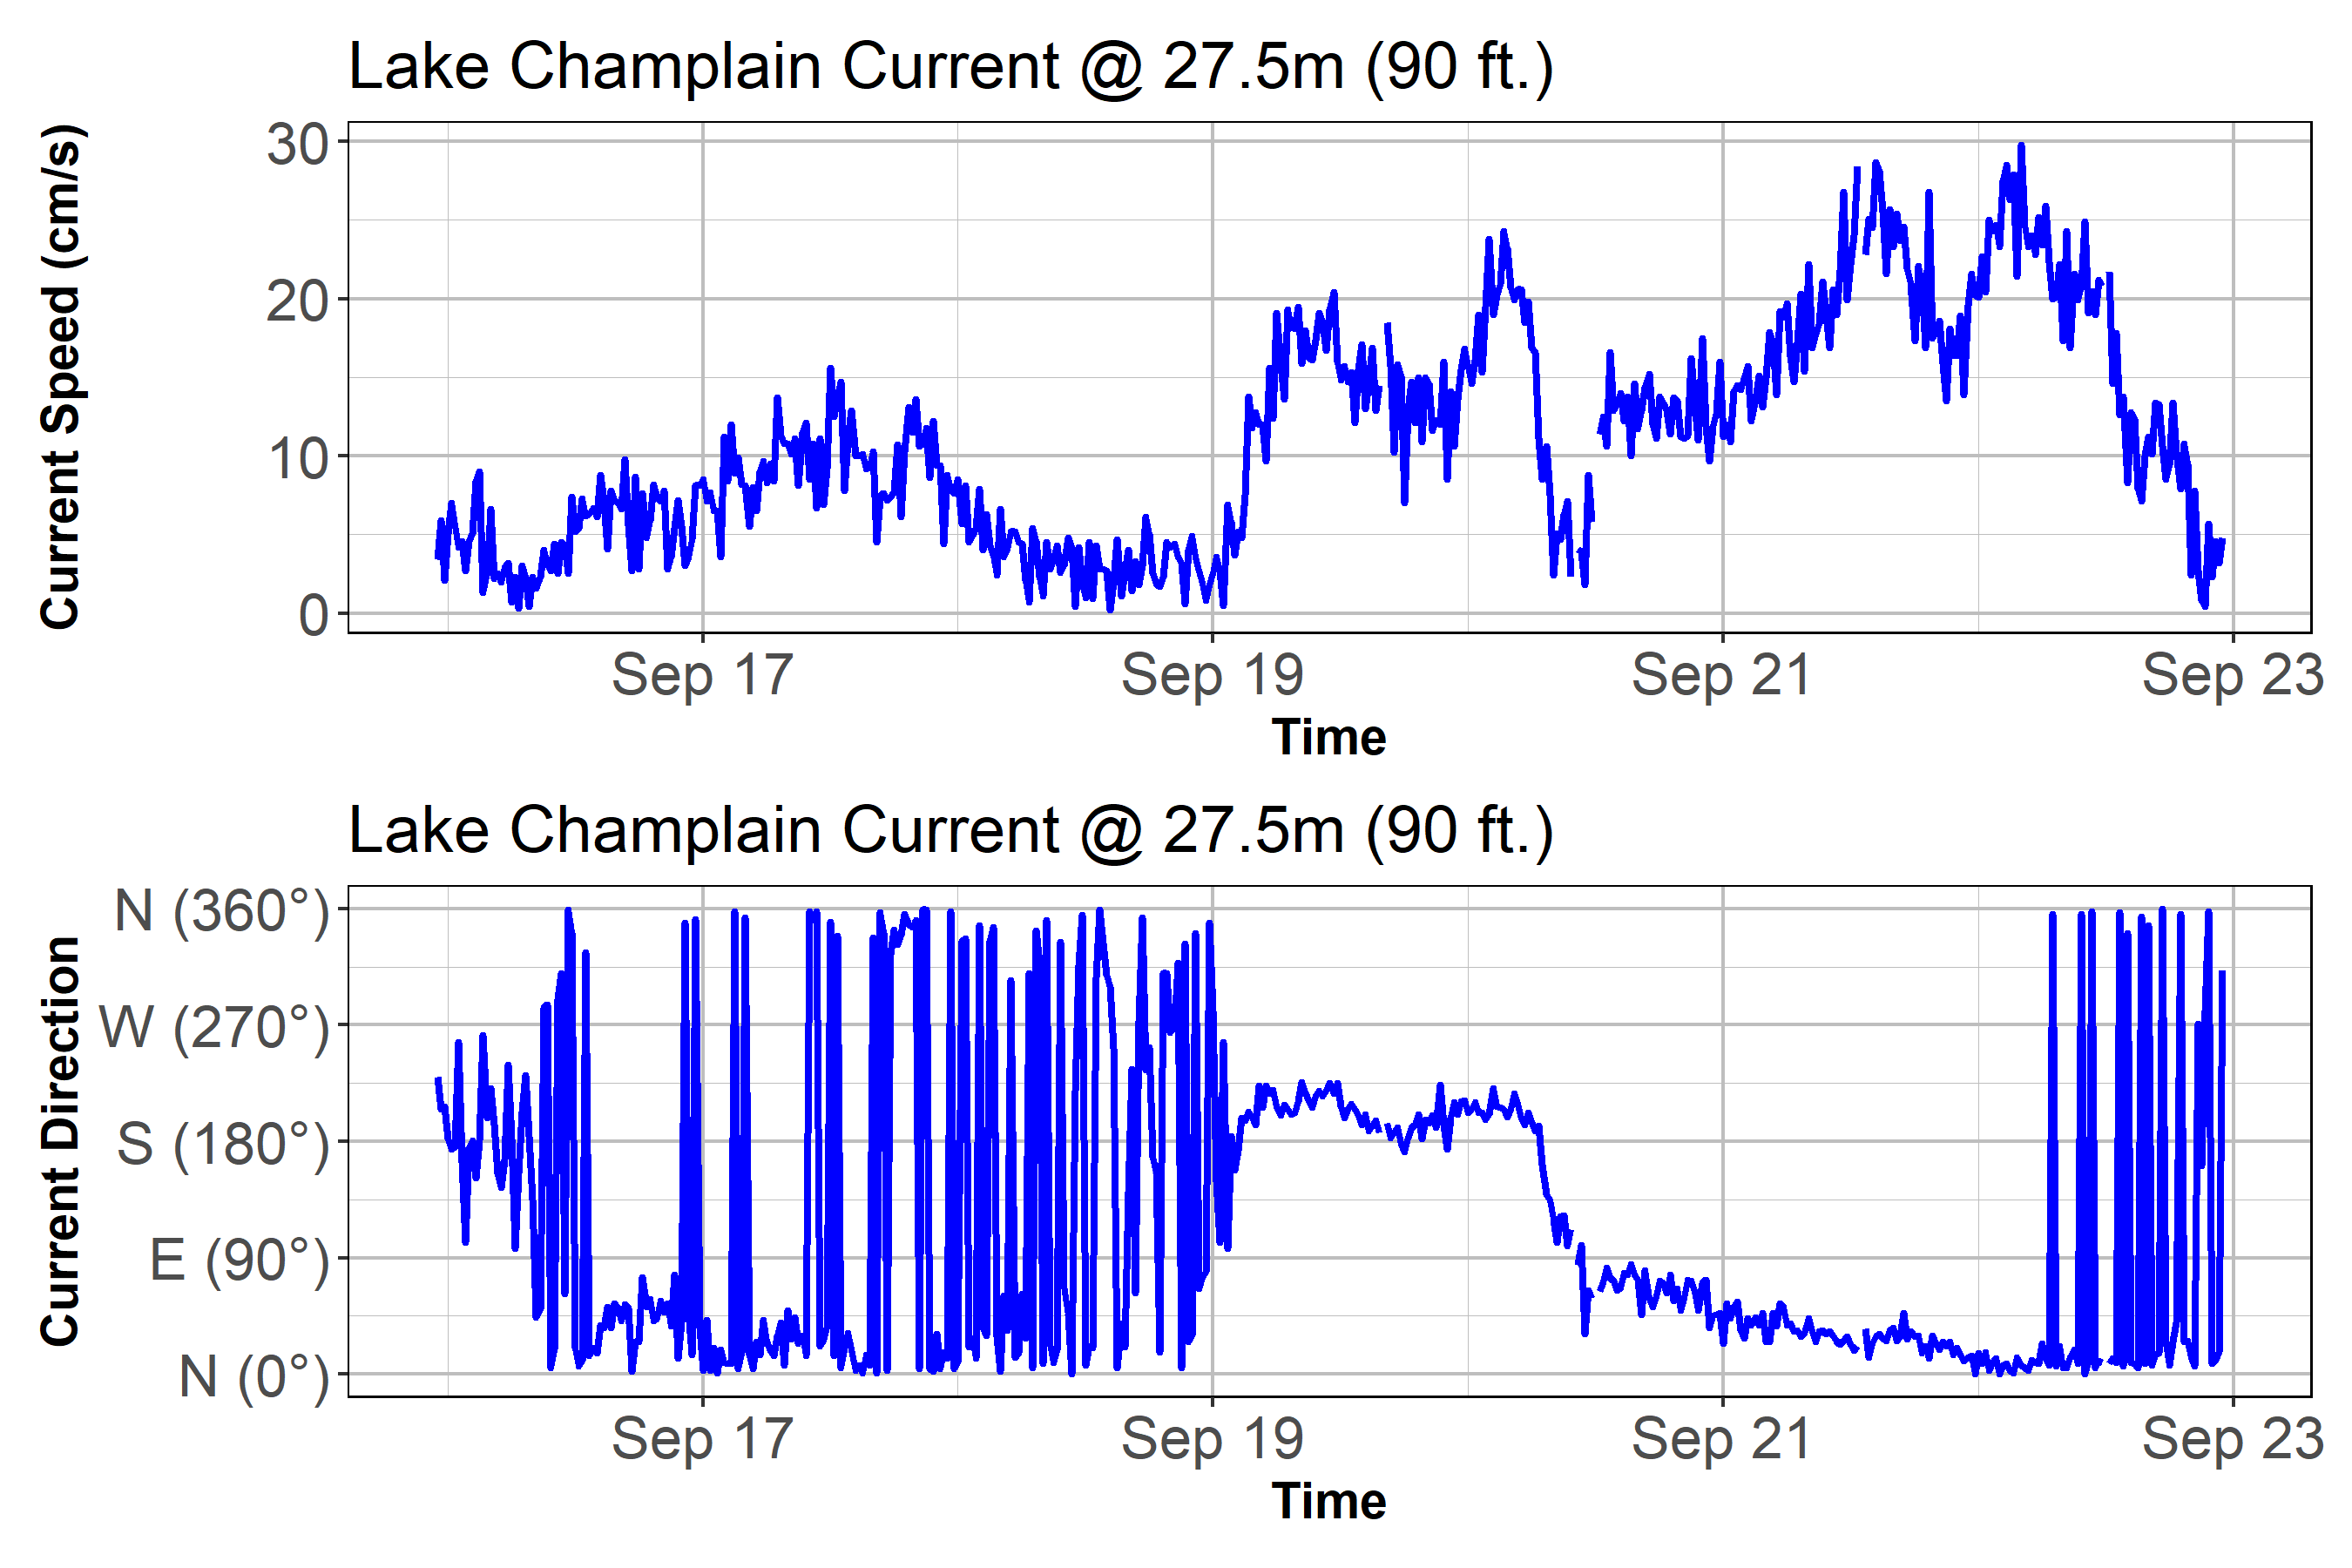 Lake Champlain Current @ 27.5m (90 ft.)
Current Speed (cm/s)
30
20
10
0
Sep 17 Sep 19 Sep 21 Sep 23
Time
Lake Champlain Current @ 27.5m (90 ft.)
Current Direction
N (360°)
W (270°)
S (180°)
E (90°)
N (0°)
Sep 17 Sep 19 Sep 21 Sep 23
Time